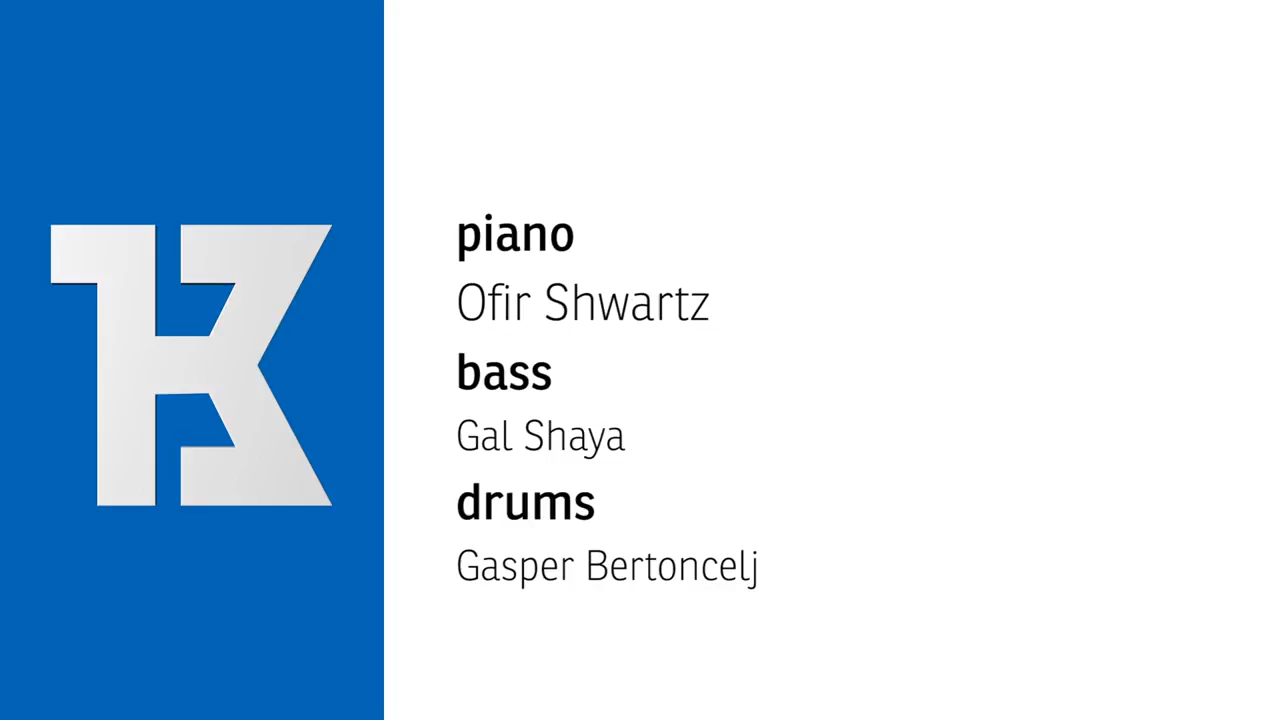 piano
Ofir Shwartz
bass
Gal Shaya
drums
Gasper Bertoncelj